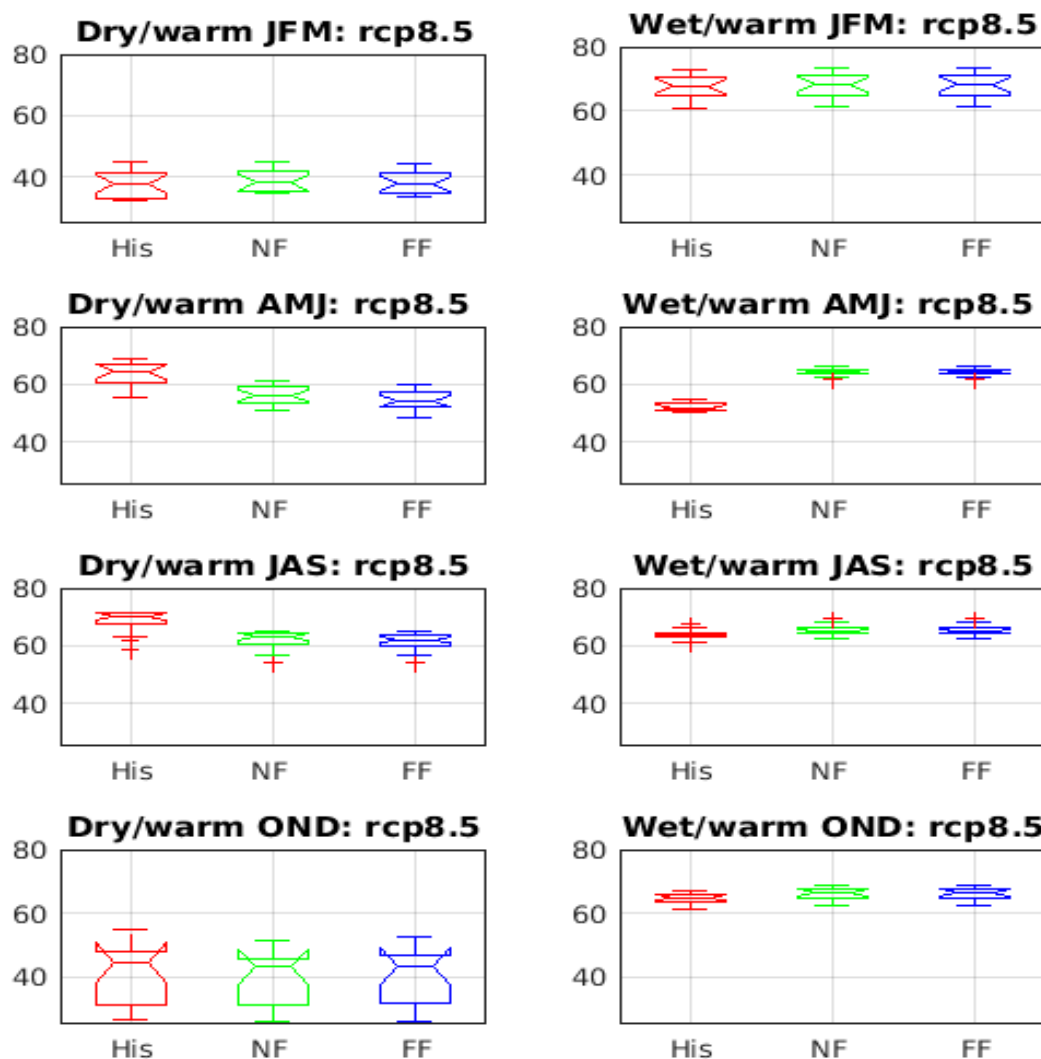 Dry/warm JFM: rcp8.5
80
60
40
His NF FF
Wet/warm JFM: rcp8.5
80
60
40
His NF FF
Dry/warm AMJ: rcp8.5
80
60
40
His NF FF
Wet/warm AMJ: rcp8.5
80
60
40
His NF FF
Dry/warm JAS: rcp8.5
80
60
40
His NF FF
Wet/warm JAS: rcp8.5
80
60
40
His NF FF
Dry/warm OND: rcp8.5
80
60
40
His NF FF
Wet/warm OND: rcp8.5
80
60
40
His NF FF